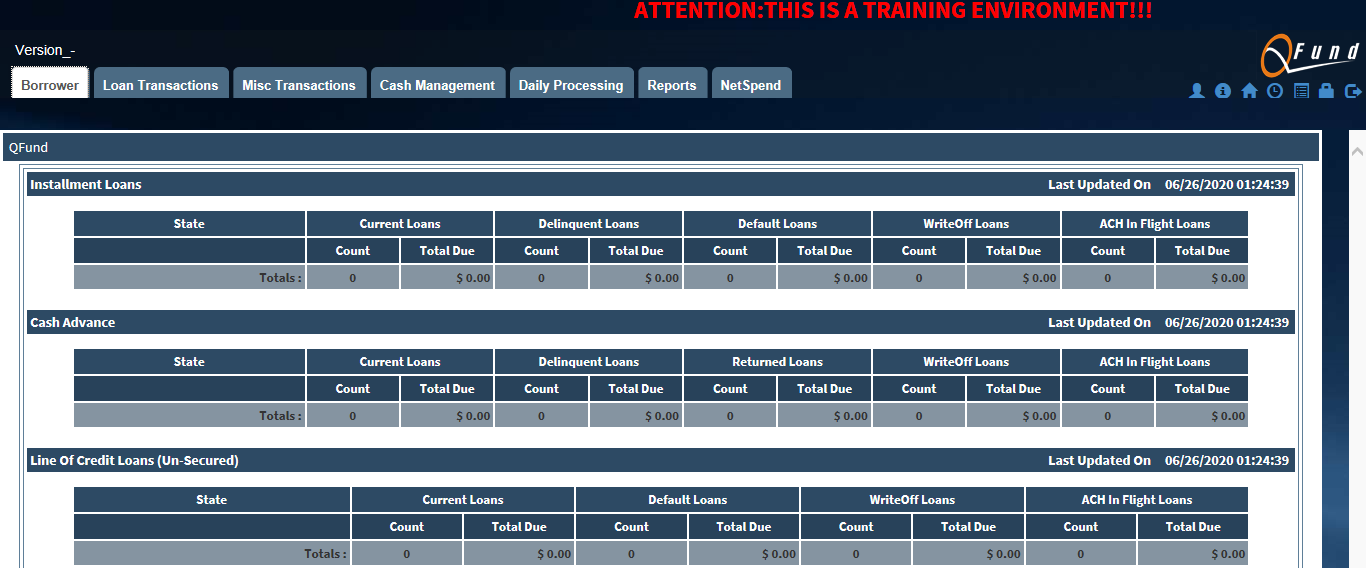 ATTENTION:THIS IS A TRAINING ENVIRONMENT!!!
Version_-
QFund
Borrower Loan Transactions Misc Transactions Cash Management Daily Processing Reports NetSpend
QFund
Installment Loans Last Updated On 06/26/2020 01:24:39
State Current Loans Delinquent Loans Default Loans WriteOff Loans ACH In Flight Loans
Count Total Due Count Total Due Count Total Due Count Total Due Count Total Due
Totals : 0 $ 0.00 0 $ 0.00 0 $ 0.00 0 $ 0.00 0 $ 0.00
Cash Advance Last Updated On 06/26/2020 01:24:39
State Current Loans Delinquent Loans Returned Loans WriteOff Loans ACH In Flight Loans
Count Total Due Count Total Due Count Total Due Count Total Due Count Total Due
Totals : 0 $ 0.00 0 $ 0.00 0 $ 0.00 0 $ 0.00 0 $ 0.00
Line Of Credit Loans (Un-Secured) Last Updated On 06/26/2020 01:24:39
State Current Loans Default Loans WriteOff Loans ACH In Flight Loans
Count Total Due Count Total Due Count Total Due Count Total Due
Totals : 0 $ 0.00 0 $ 0.00 0 $ 0.00 0 $ 0.00